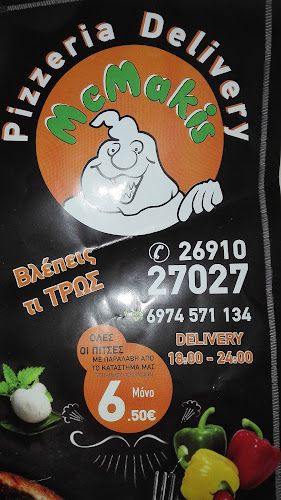 Pizzeria Delivery
McMakis
Βλέπεις
τι ΤΡΩΣ
26910
27027
6974 571 134
DELIVERY
18:00 - 24:00
ΟΛΕΣ
ΟΙ ΠΙΤΣΕΣ
ΜΕ ΠΑΡΑΛΑΒΗ ΑΠΟ
ΤΟ ΚΑΤΑΣΤΗΜΑ ΜΑΣ
Μόνο
6.50€